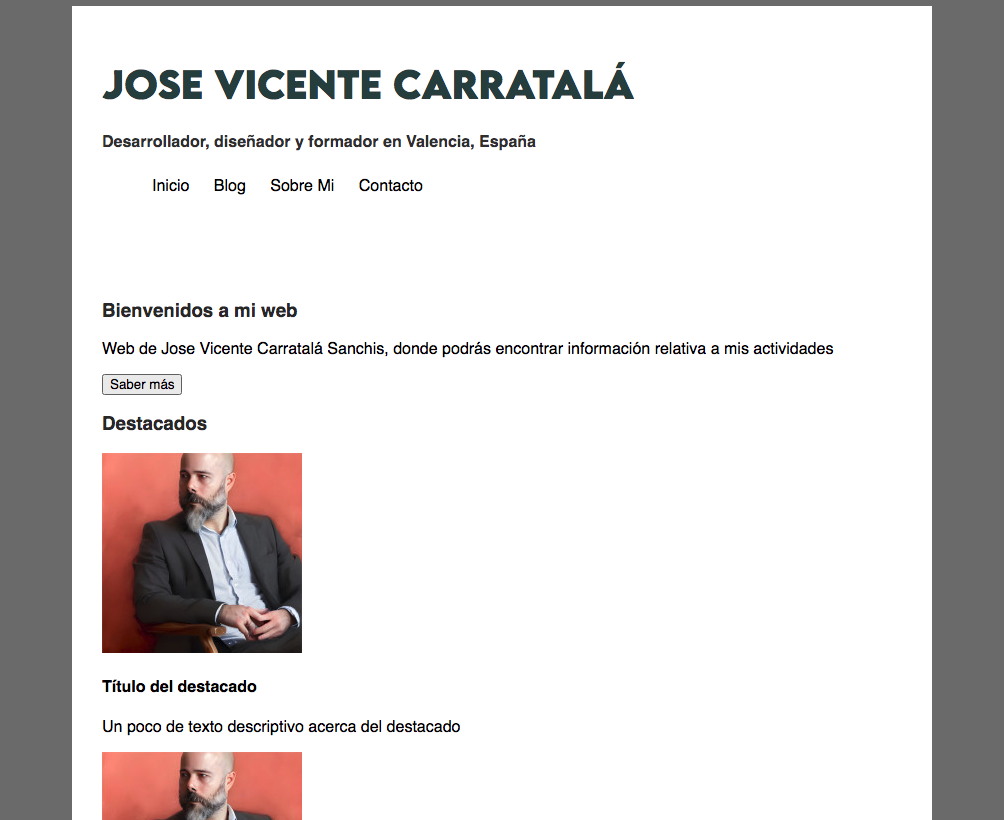 JOSE VICENTE CARRATALÁ
Desarrollador, diseñador y formador en Valencia, España
Inicio Blog Sobre Mi Contacto
Bienvenidos a mi web
Web de Jose Vicente Carratalá Sanchis, donde podrás encontrar información relativa a mis actividades
Saber más
Destacados
Título del destacado
Un poco de texto descriptivo acerca del destacado